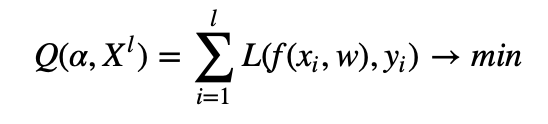 Q(α, X^l) = ∑_{i=1}^{l} L(f(x_i, w), y_i) → min